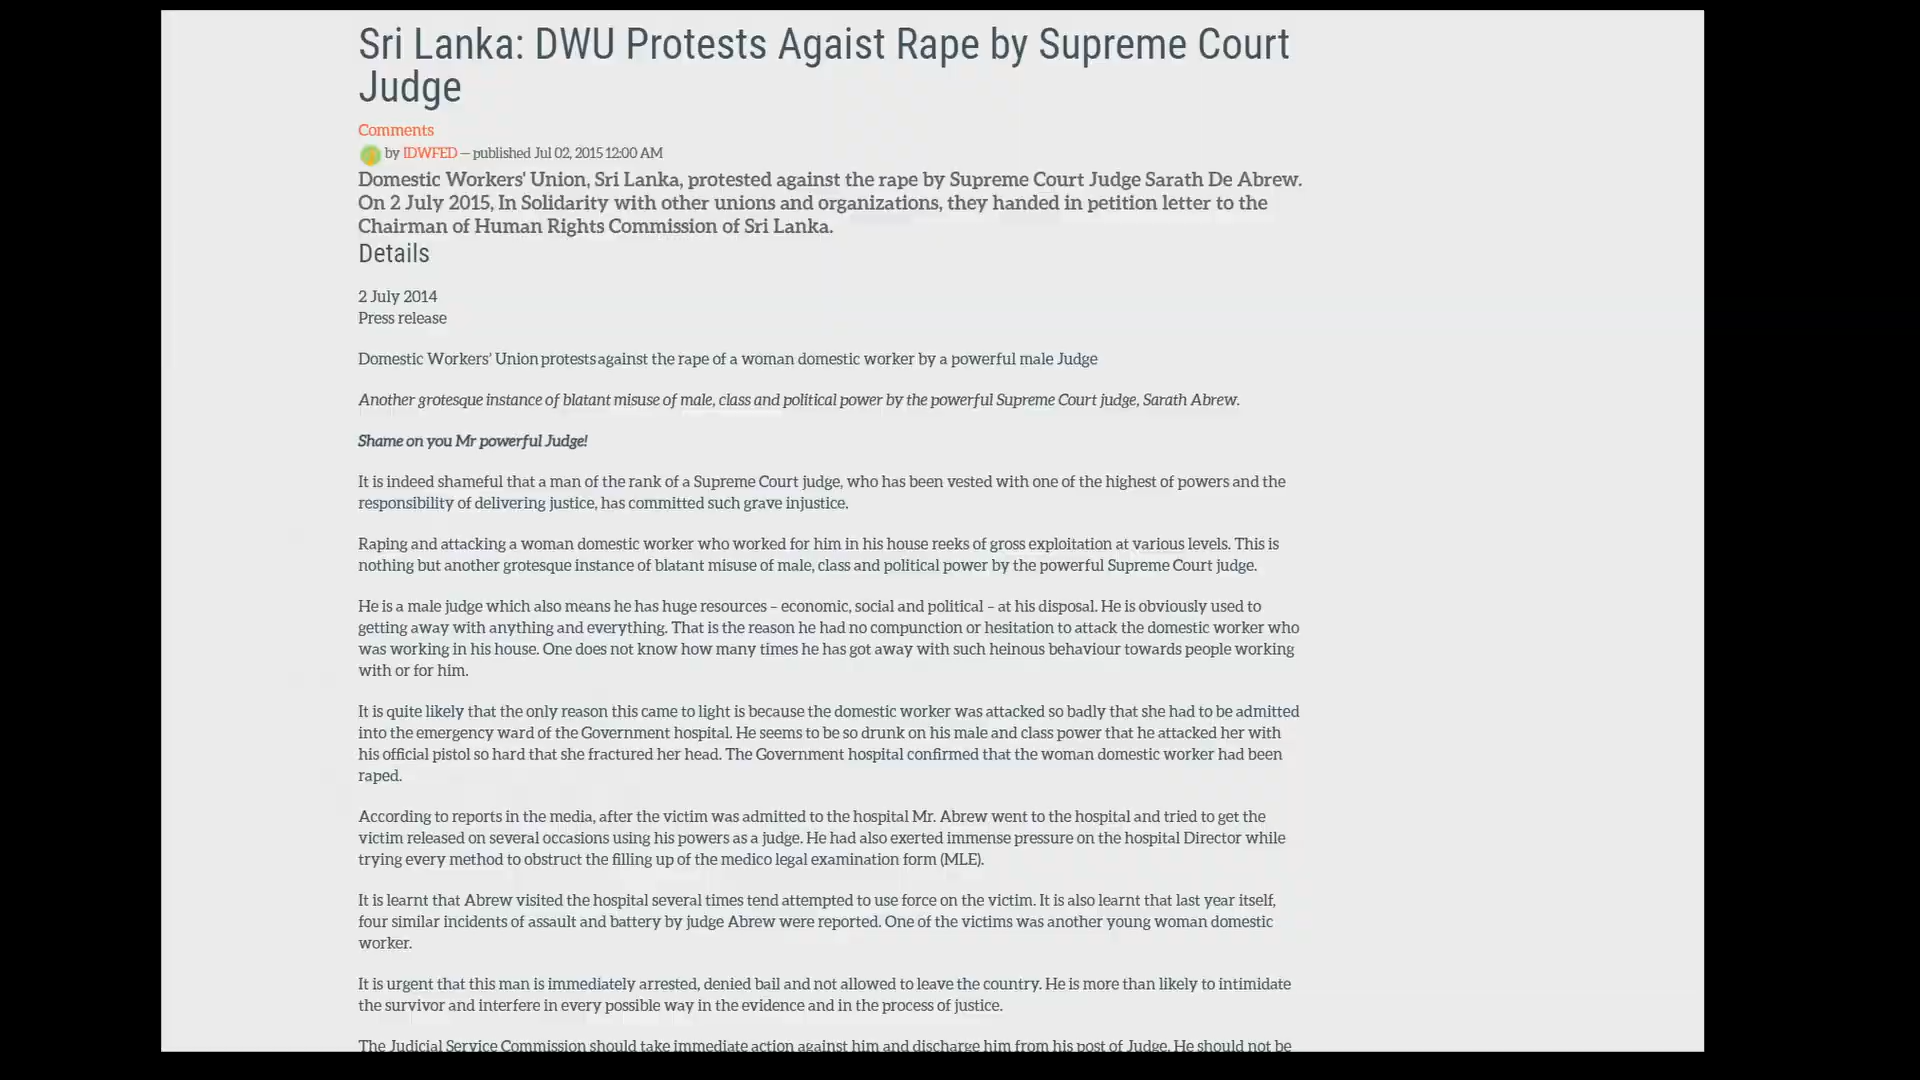 Sri Lanka: DWU Protests Agaist Rape by Supreme Court
Judge
Comments
by IDWFED — published Jul 02, 2015 12:00 AM
Domestic Workers' Union, Sri Lanka, protested against the rape by Supreme Court Judge Sarath De Abrew.
On 2 July 2015, In Solidarity with other unions and organizations, they handed in petition letter to the
Chairman of Human Rights Commission of Sri Lanka.
Details
2 July 2014
Press release
Domestic Workers' Union protests against the rape of a woman domestic worker by a powerful male Judge
Another grotesque instance of blatant misuse of male, class and political power by the powerful Supreme Court judge, Sarath Abrew.
Shame on you Mr powerful Judge!
It is indeed shameful that a man of the rank of a Supreme Court judge, who has been vested with one of the highest of powers and the
responsibility of delivering justice, has committed such grave injustice.
Raping and attacking a woman domestic worker who worked for him in his house reeks of gross exploitation at various levels. This is
nothing but another grotesque instance of blatant misuse of male, class and political power by the powerful Supreme Court judge.
He is a male judge which also means he has huge resources – economic, social and political – at his disposal. He is obviously used to
getting away with anything and everything. That is the reason he had no compunction or hesitation to attack the domestic worker who
was working in his house. One does not know how many times he has got away with such heinous behaviour towards people working
with or for him.
It is quite likely that the only reason this came to light is because the domestic worker was attacked so badly that she had to be admitted
into the emergency ward of the Government hospital. He seems to be so drunk on his male and class power that he attacked her with
his official pistol so hard that she fractured her head. The Government hospital confirmed that the woman domestic worker had been
raped.
According to reports in the media, after the victim was admitted to the hospital Mr. Abrew went to the hospital and tried to get the
victim released on several occasions using his powers as a judge. He had also exerted immense pressure on the hospital Director while
trying every method to obstruct the filling up of the medico legal examination form (MLE).
It is learnt that Abrew visited the hospital several times tend attempted to use force on the victim. It is also learnt that last year itself,
four similar incidents of assault and battery by judge Abrew were reported. One of the victims was another young woman domestic
worker.
It is urgent that this man is immediately arrested, denied bail and not allowed to leave the country. He is more than likely to intimidate
the survivor and interfere in every possible way in the evidence and in the process of justice.
The Judicial Service Commission should take immediate action against him and discharge him from his post of Judge. He should not be